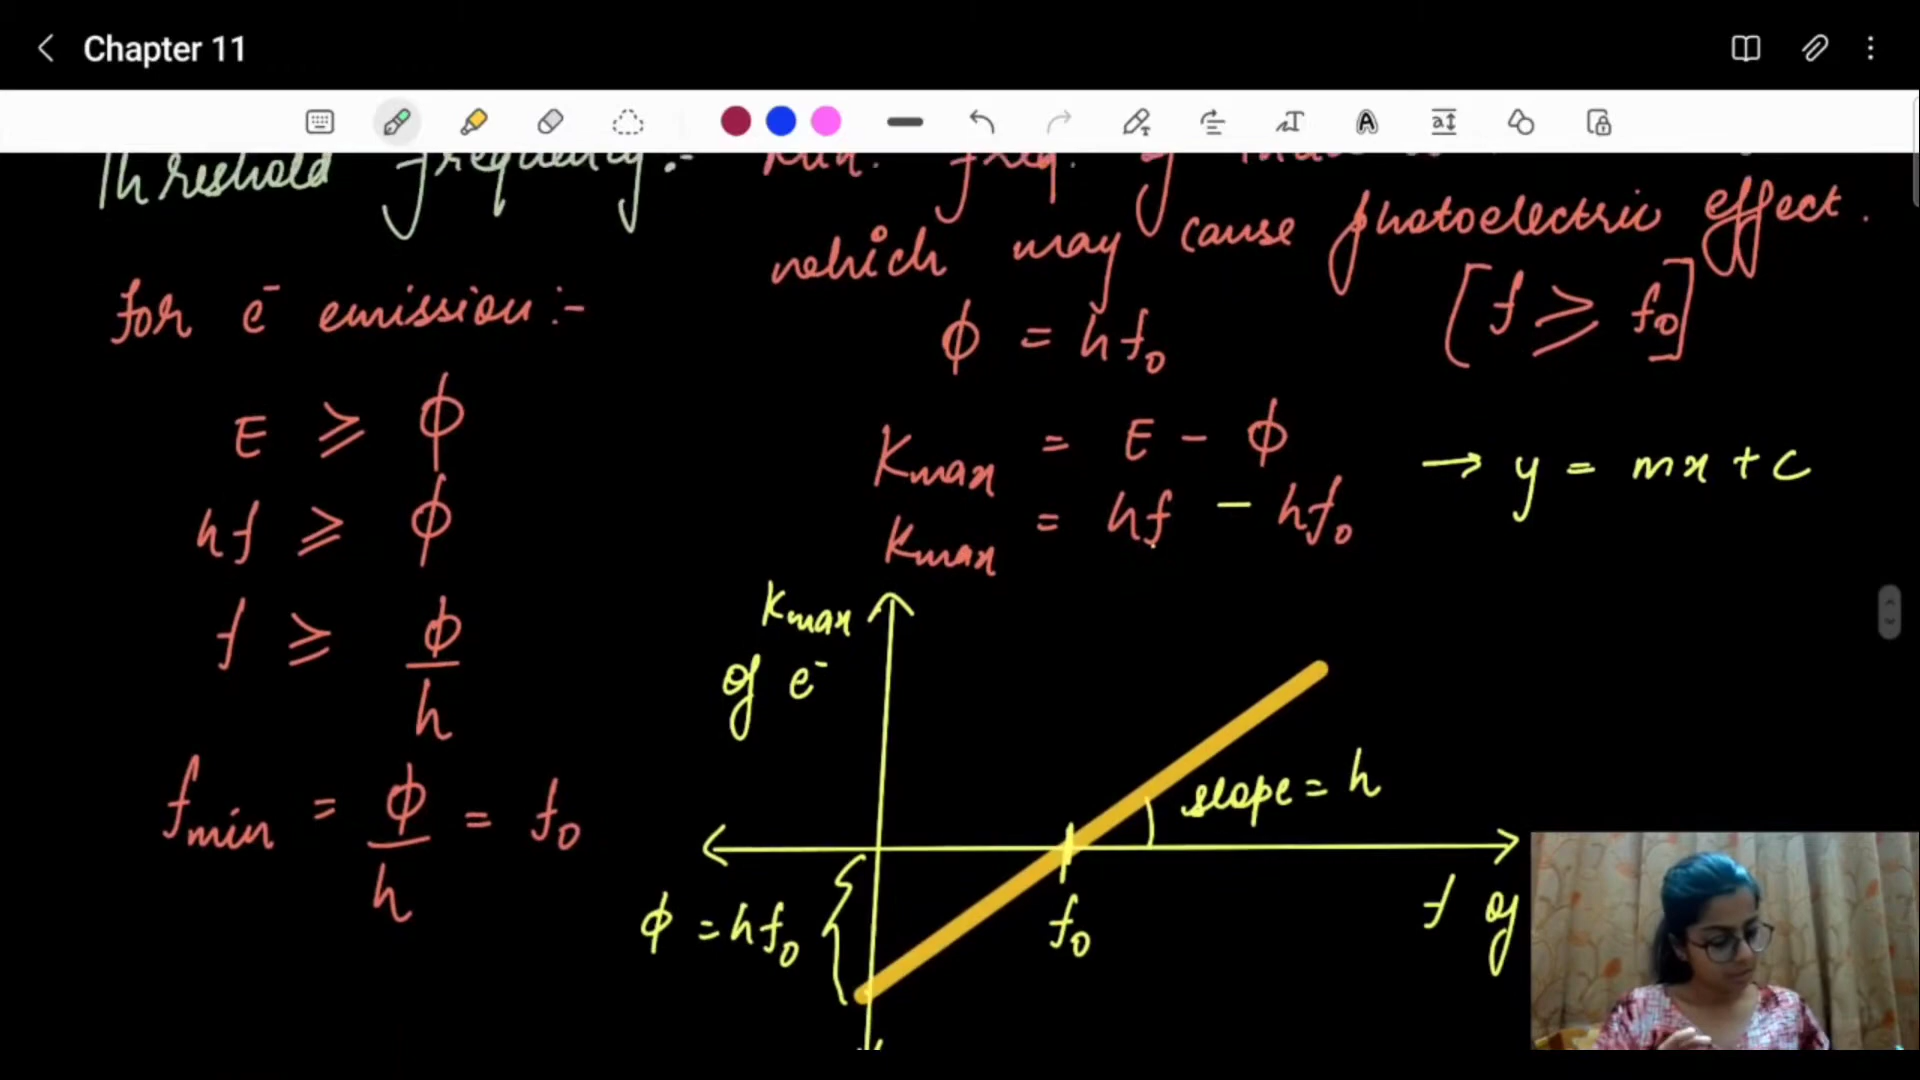 Chapter 11
Threshold frequency:- Min. freq. of
which may cause photoelectric effect.
for e⁻ emission:-
ϕ = hf₀
[f ≥ f₀]
E ≥ ϕ
hf ≥ ϕ
f ≥ ϕ/h
fmin = ϕ/h = f₀
Kmax = E - ϕ → y = mx + c
Kmax = hf - hf₀
Kmax
of e⁻
slope = h
ϕ = hf₀
f₀
f of